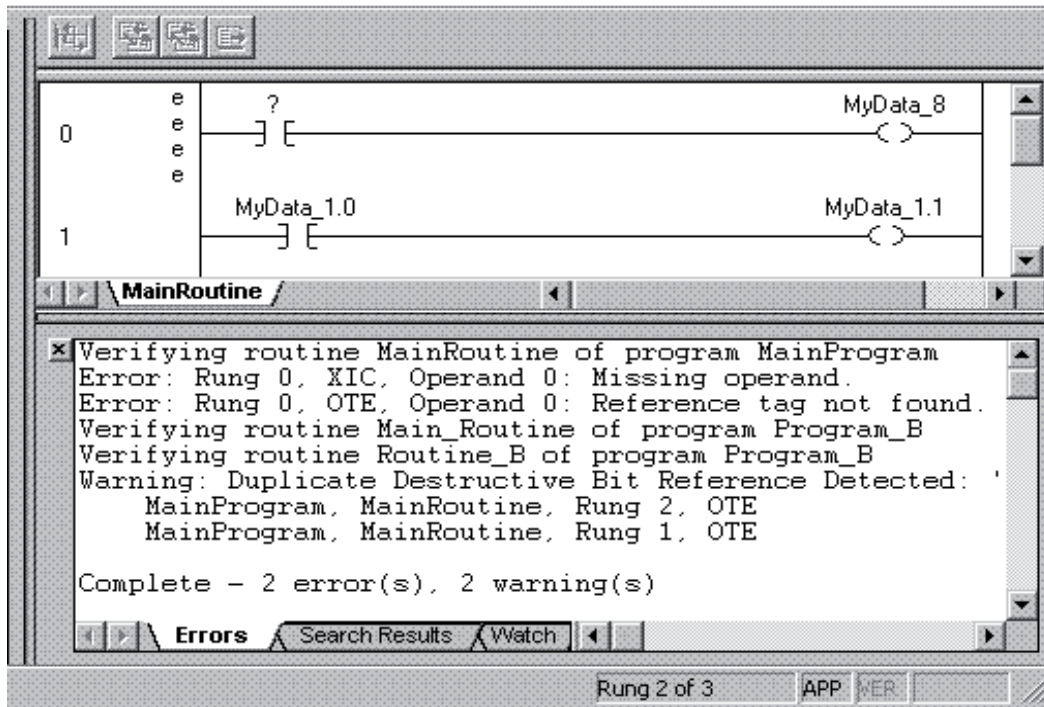 e ? MyData_8
0 e
e
e
MyData_1.0 MyData_1.1
1
MainRoutine
Verifying routine MainRoutine of program MainProgram
Error: Rung 0, XIC, Operand 0: Missing operand.
Error: Rung 0, OTE, Operand 0: Reference tag not found.
Verifying routine Main_Routine of program Program_B
Verifying routine Routine_B of program Program_B
Warning: Duplicate Destructive Bit Reference Detected: '
MainProgram, MainRoutine, Rung 2, OTE
MainProgram, MainRoutine, Rung 1, OTE
Complete - 2 error(s), 2 warning(s)
Errors Search Results Watch
Rung 2 of 3 APP VER